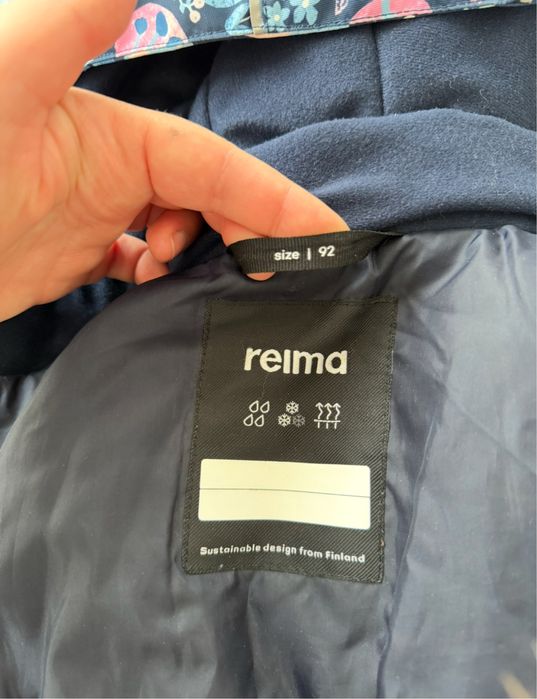 size | 92
reima
Sustainable design from Finland